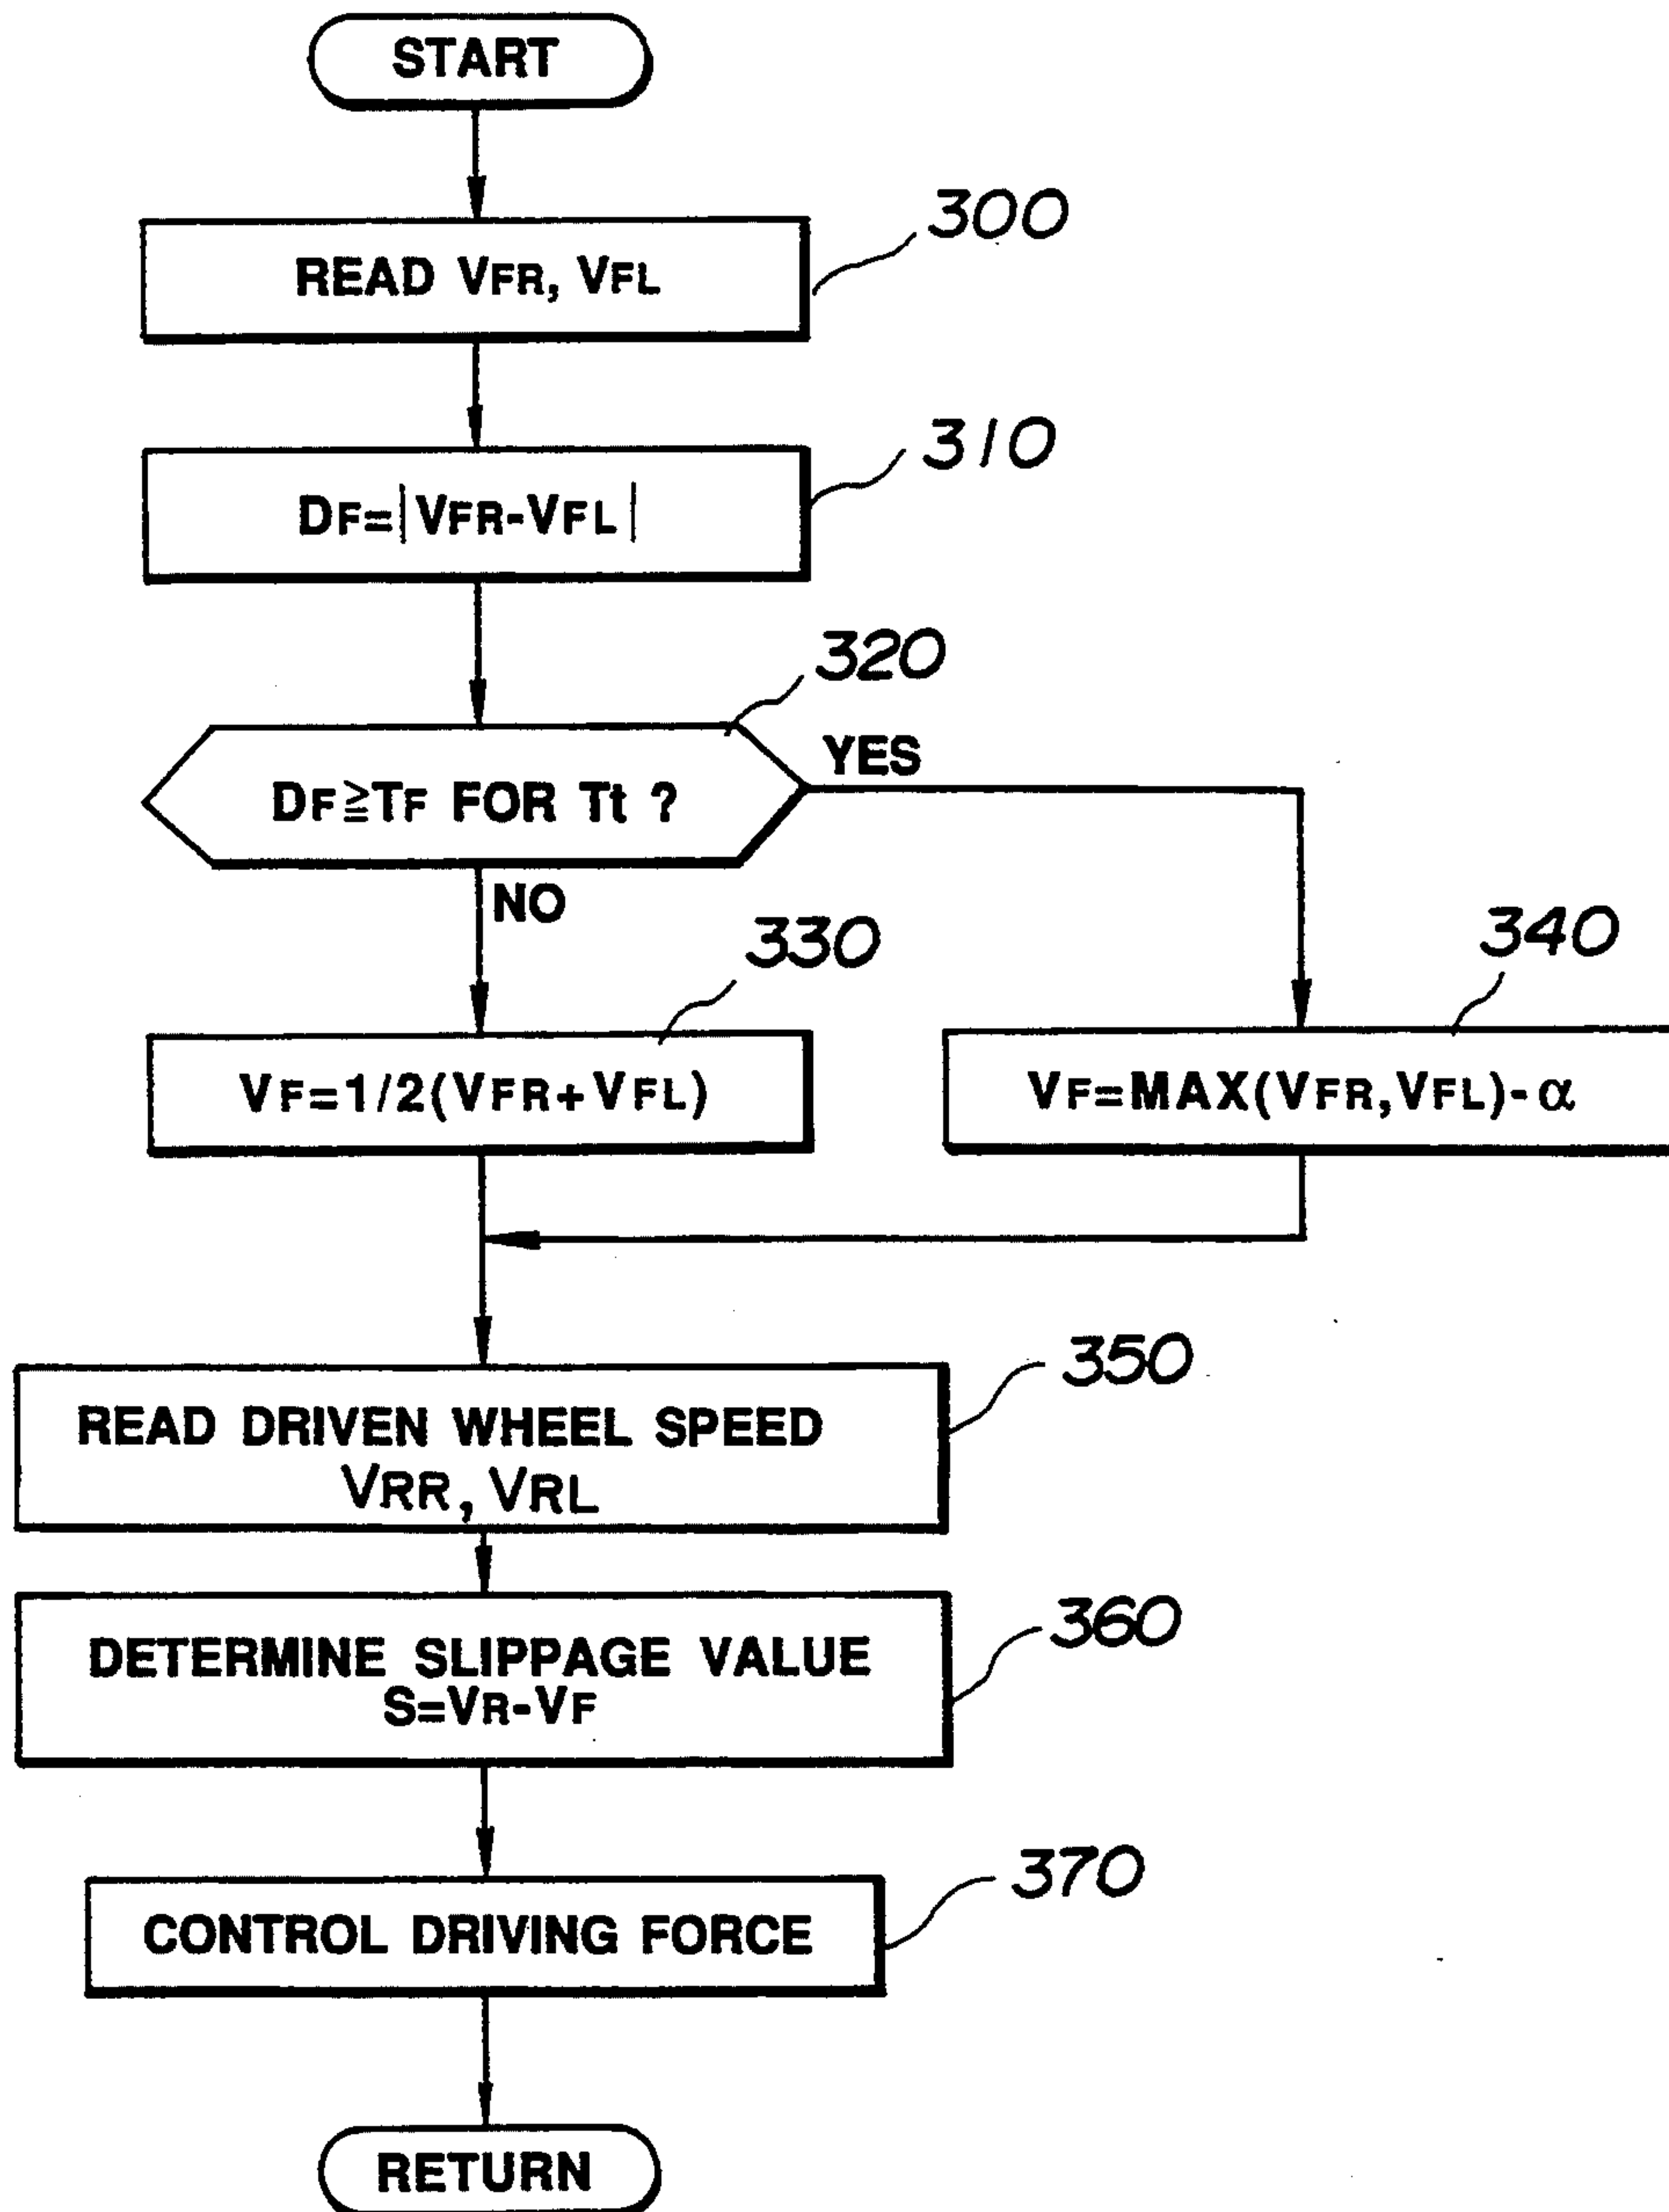 START
300
READ VFR, VFL
310
DF=|VFR-VFL|
320
DF≧TF FOR Tt ?
YES
NO
330
VF=1/2(VFR+VFL)
340
VF=MAX(VFR,VFL)-α
350
READ DRIVEN WHEEL SPEED
VRR, VRL
360
DETERMINE SLIPPAGE VALUE
S=VR-VF
370
CONTROL DRIVING FORCE
RETURN